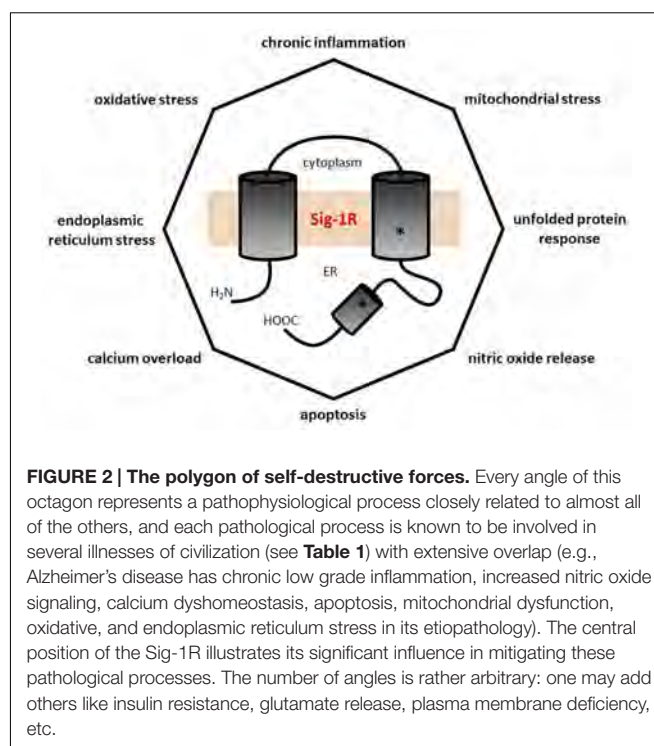 chronic inflammation
oxidative stress
mitochondrial stress
cytoplasm
endoplasmic
reticulum stress
Sig-1R
*
unfolded protein
response
ER
H₂N
*
HOOC
calcium overload
nitric oxide release
apoptosis
FIGURE 2 | The polygon of self-destructive forces. Every angle of this
octagon represents a pathophysiological process closely related to almost all
of the others, and each pathological process is known to be involved in
several illnesses of civilization (see Table 1) with extensive overlap (e.g.,
Alzheimer's disease has chronic low grade inflammation, increased nitric oxide
signaling, calcium dyshomeostasis, apoptosis, mitochondrial dysfunction,
oxidative, and endoplasmic reticulum stress in its etiopathology). The central
position of the Sig-1R illustrates its significant influence in mitigating these
pathological processes. The number of angles is rather arbitrary: one may add
others like insulin resistance, glutamate release, plasma membrane deficiency,
etc.